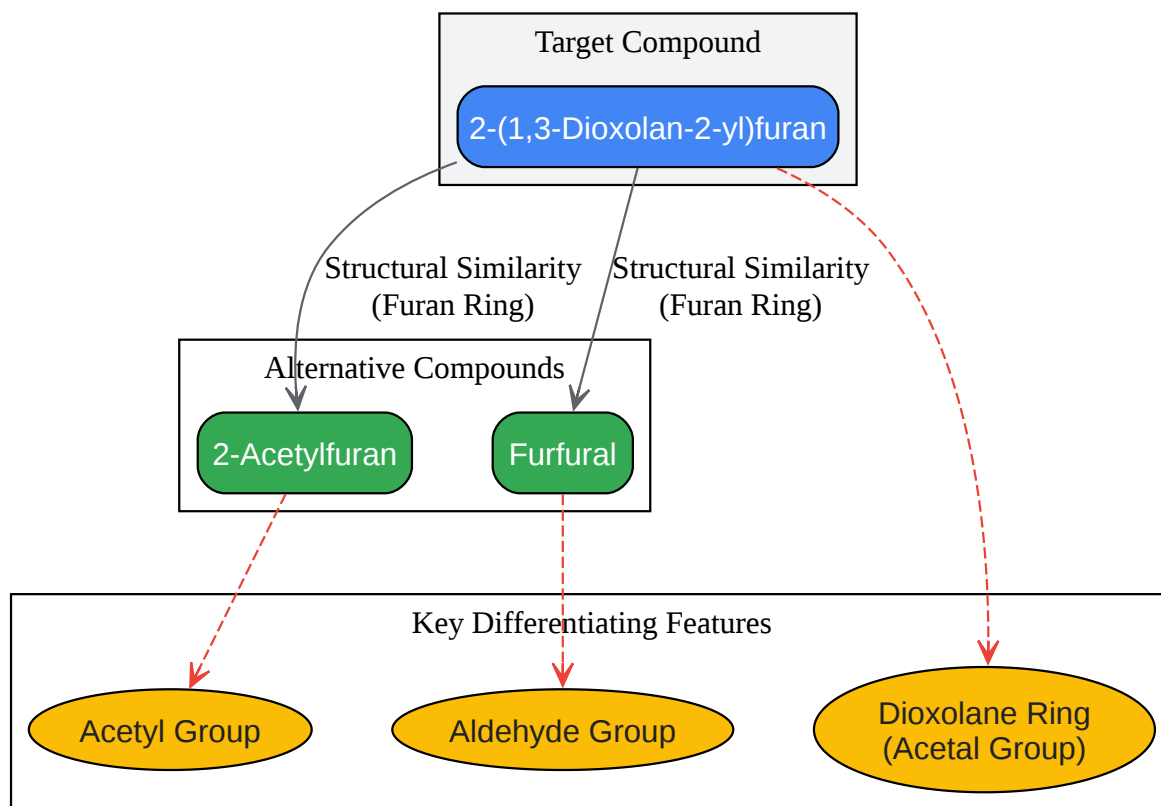 Target Compound
2-(1,3-Dioxolan-2-yl)furan
Structural Similarity
(Furan Ring)
Structural Similarity
(Furan Ring)
Alternative Compounds
2-Acetylfuran
Furfural
Key Differentiating Features
Acetyl Group
Aldehyde Group
Dioxolane Ring
(Acetal Group)